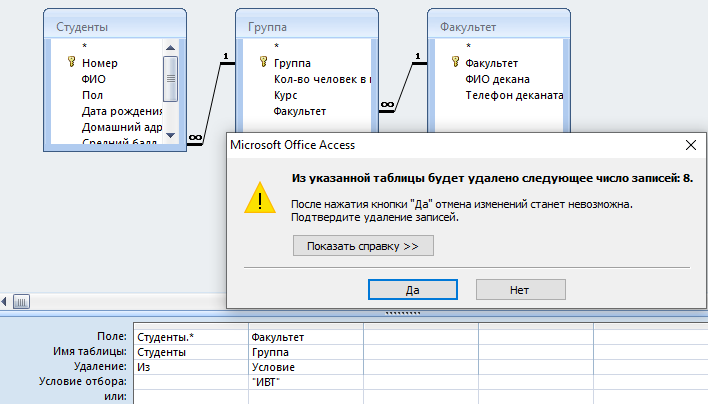 Студенты
*
Номер
ФИО
Пол
Дата рождения
Домашний адр
Средний балл
Группа
*
Группа
Кол-во человек в
Курс
Факультет
Факультет
*
Факультет
ФИО декана
Телефон деканата
1
∞
1
∞
Microsoft Office Access
Из указанной таблицы будет удалено следующее число записей: 8.
После нажатия кнопки "Да" отмена изменений станет невозможна.
Подтвердите удаление записей.
Показать справку >>
Да
Нет
Поле: Студенты.* Факультет
Имя таблицы: Студенты Группа
Удаление: Из Условие
Условие отбора: "ИВТ"
или: